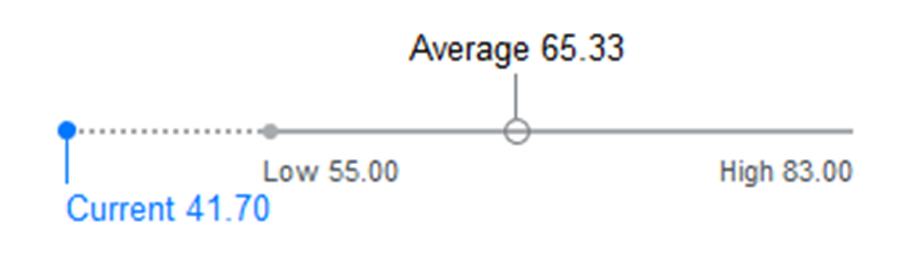 Average 65.33
Low 55.00
High 83.00
Current 41.70